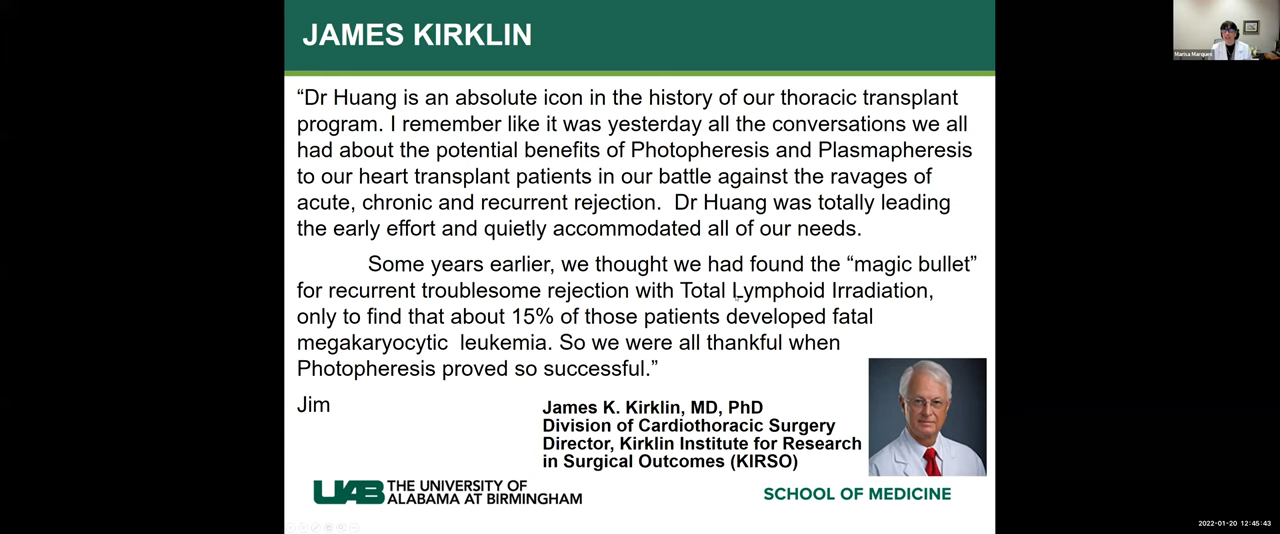 JAMES KIRKLIN
Marisa Marques
“Dr Huang is an absolute icon in the history of our thoracic transplant
program. I remember like it was yesterday all the conversations we all
had about the potential benefits of Photopheresis and Plasmapheresis
to our heart transplant patients in our battle against the ravages of
acute, chronic and recurrent rejection. Dr Huang was totally leading
the early effort and quietly accommodated all of our needs.
Some years earlier, we thought we had found the “magic bullet”
for recurrent troublesome rejection with Total Lymphoid Irradiation,
only to find that about 15% of those patients developed fatal
megakaryocytic leukemia. So we were all thankful when
Photopheresis proved so successful.”
Jim
James K. Kirklin, MD, PhD
Division of Cardiothoracic Surgery
Director, Kirklin Institute for Research
in Surgical Outcomes (KIRSO)
UAB THE UNIVERSITY OF
ALABAMA AT BIRMINGHAM
SCHOOL OF MEDICINE
2022-01-20 12:45:43